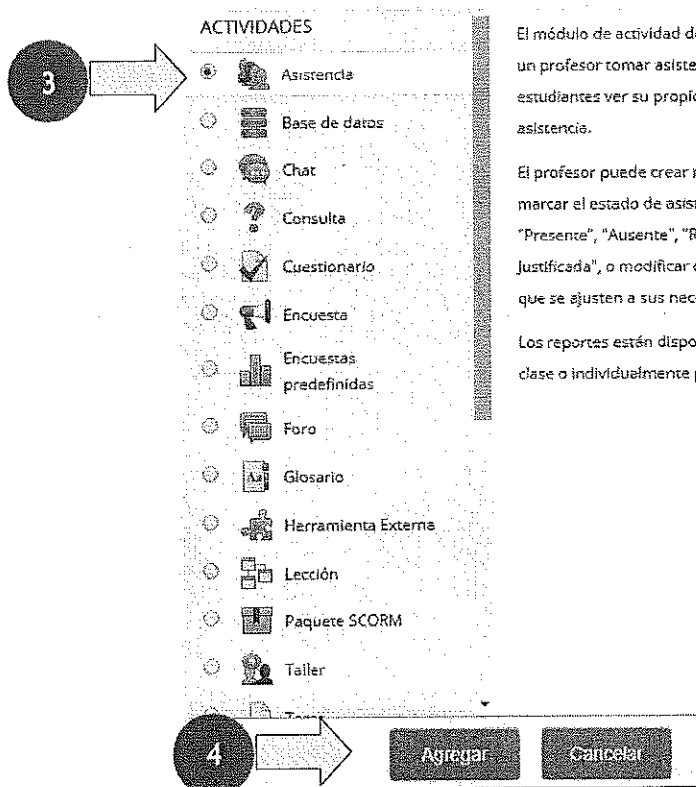 ACTIVIDADES
3
Asistencia
Base de datos
Chat
Consulta
Cuestionario
Encuesta
Encuestas
predefinidas
Foro
Glosario
Herramienta Externa
Lección
Paquete SCORM
Taller
El módulo de actividad de
un profesor tomar asiste
estudiantes ver su propio
asistencia.
El profesor puede crear
marcar el estado de asist
"Presente", "Ausente", "R
Justificada", o modificar
que se ajusten a sus nec
Los reportes están dispo
clase o individualmente
4
Agregar
Cancelar